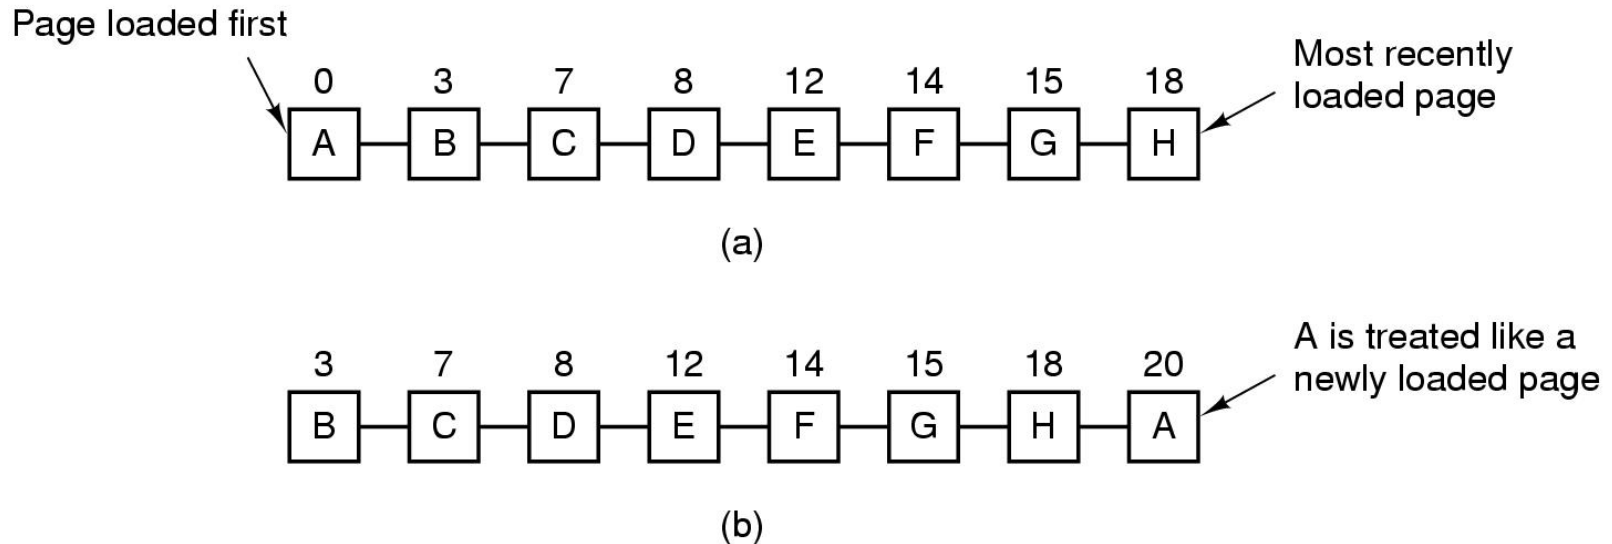 Page loaded first
Most recently
loaded page
0 3 7 8 12 14 15 18
A B C D E F G H
(a)
A is treated like a
newly loaded page
3 7 8 12 14 15 18 20
B C D E F G H A
(b)